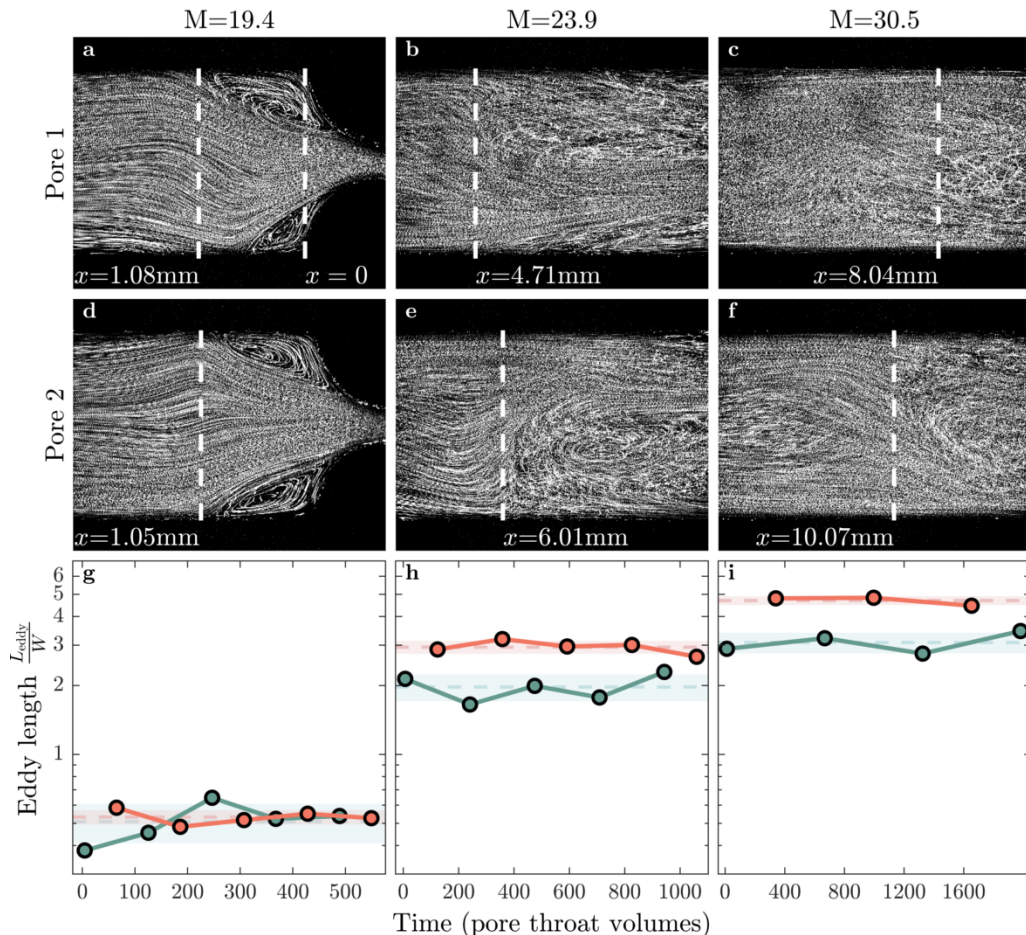 M=19.4 M=23.9 M=30.5
a b c
Pore 1
x=1.08mm x = 0 x=4.71mm x=8.04mm
d e f
Pore 2
x=1.05mm x=6.01mm x=10.07mm
g h i
Eddy length L_eddy/W
6
5
4
3
2
1
0 100 200 300 400 500 0 200 400 600 800 1000 0 400 800 1200 1600
Time (pore throat volumes)